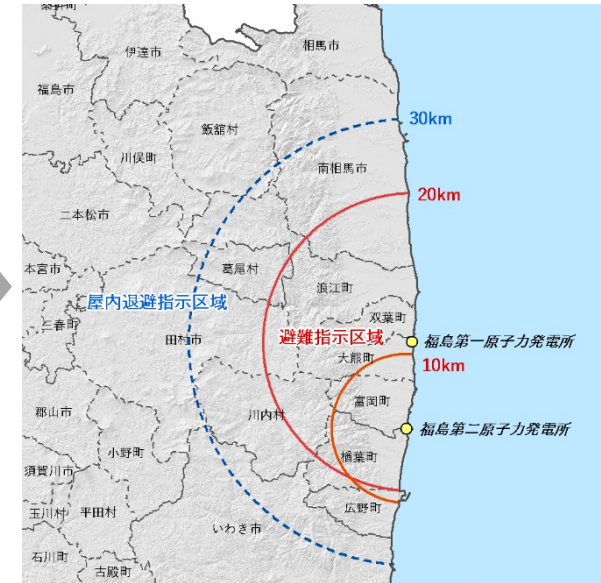 相馬市
伊達市
福島市
飯舘村
30km
川俣町
南相馬市
20km
二本松市
本宮市
葛尾村
浪江町
屋内退避指示区域
双葉町
三春町
田村市
避難指示区域
福島第一原子力発電所
大熊町
10km
富岡町
郡山市
川内村
福島第二原子力発電所
小野町
楢葉町
須賀川市
広野町
玉川村
平田村
いわき市
石川町
古殿町